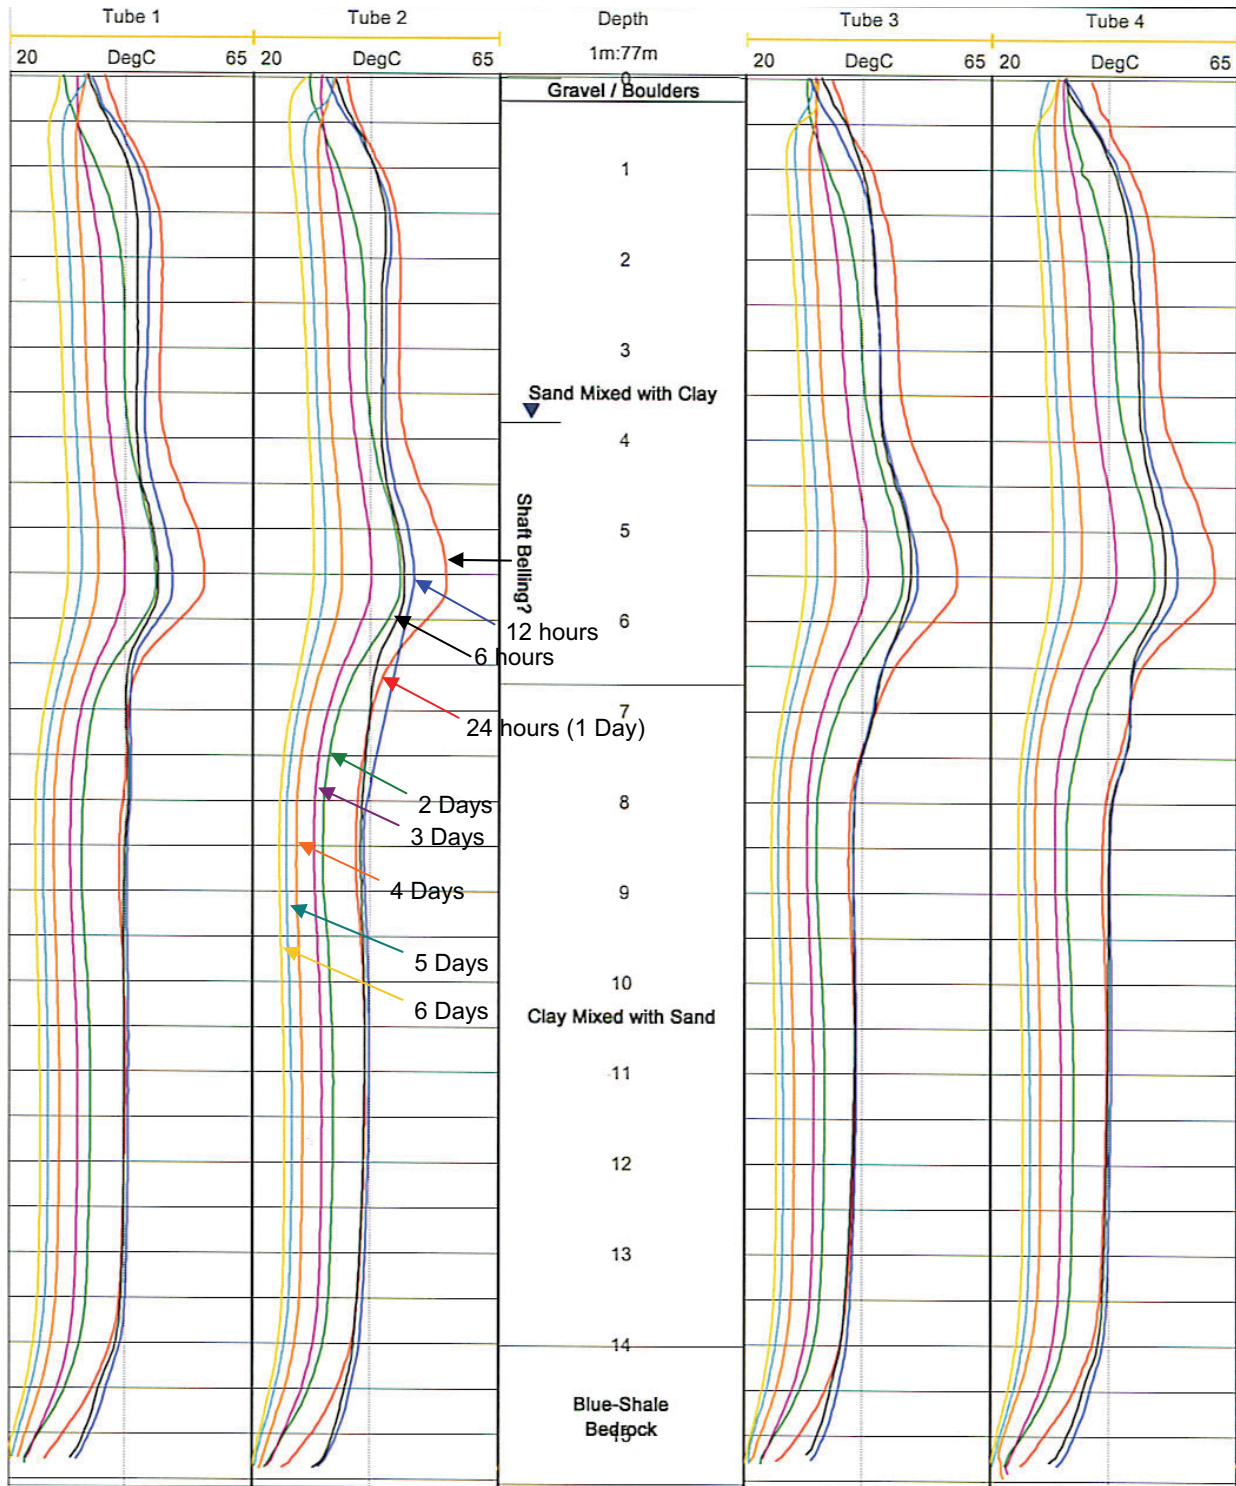 Tube 1
Tube 2
Depth
Tube 3
Tube 4
20 DegC 65
20 DegC 65
1m:77m
20 DegC 65
20 DegC 65
0
Gravel / Boulders
1
2
3
Sand Mixed with Clay
4
Shaft Belling?
5
6
12 hours
6 hours
7
24 hours (1 Day)
8
2 Days
3 Days
9
4 Days
5 Days
10
6 Days
Clay Mixed with Sand
11
12
13
14
Blue-Shale
Bedrock
15